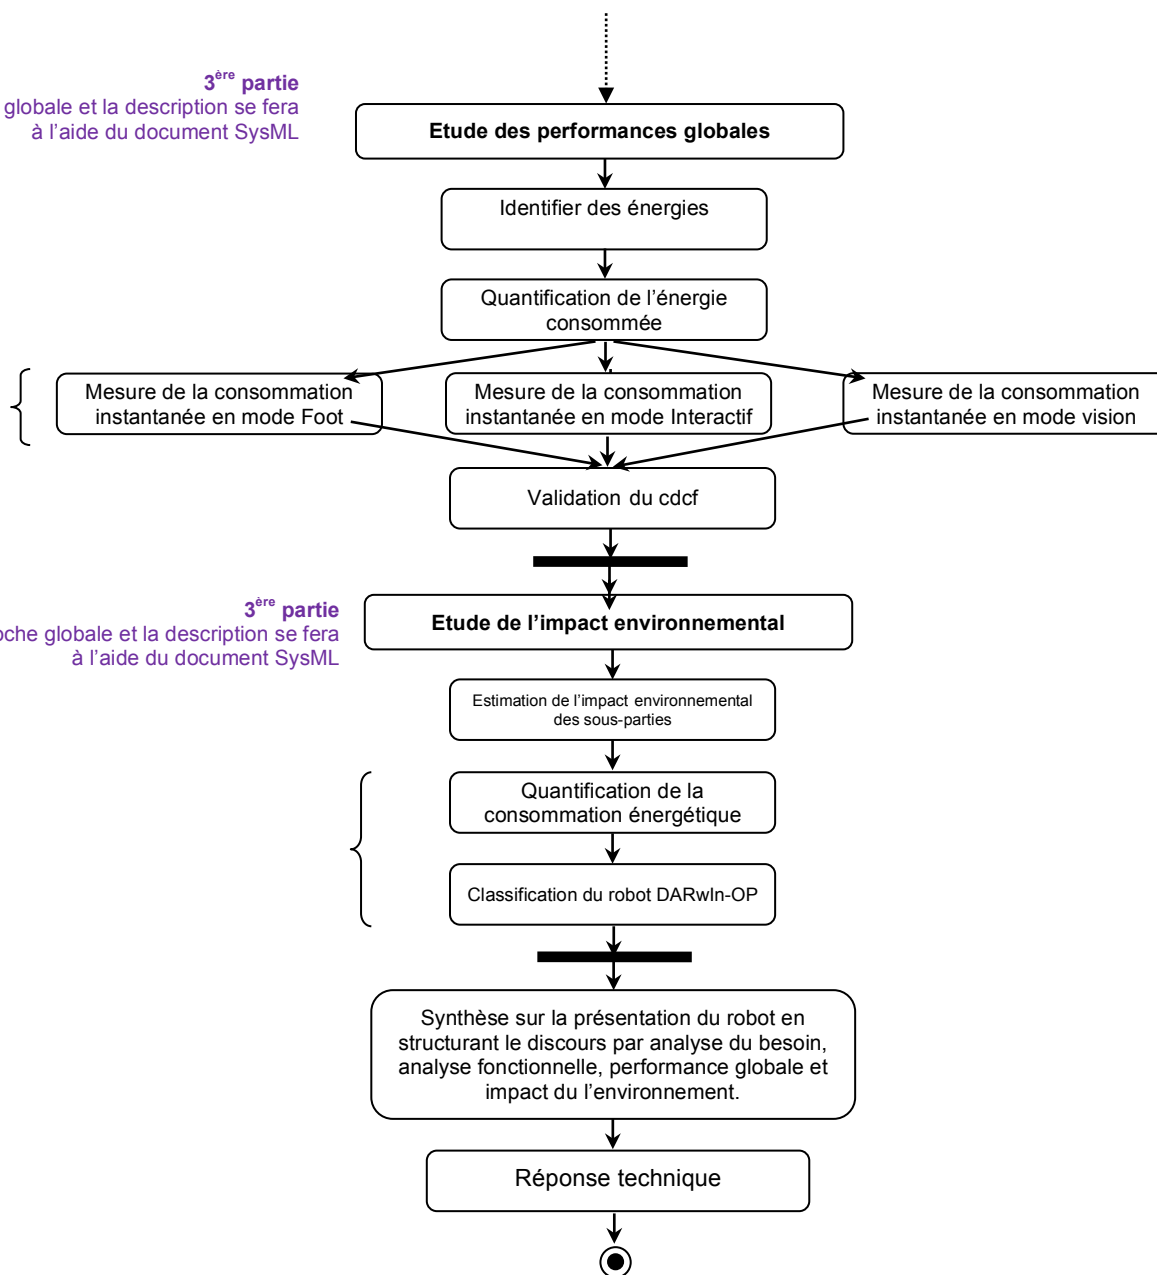 3ère partie
globale et la description se fera
à l’aide du document SysML
Etude des performances globales
Identifier des énergies
Quantification de l’énergie
consommée
Mesure de la consommation
instantanée en mode Foot
Mesure de la consommation
instantanée en mode Interactif
Mesure de la consommation
instantanée en mode vision
Validation du cdcf
3ère partie
oche globale et la description se fera
à l’aide du document SysML
Etude de l’impact environnemental
Estimation de l’impact environnemental
des sous-parties
Quantification de la
consommation énergétique
Classification du robot DARwIn-OP
Synthèse sur la présentation du robot en
structurant le discours par analyse du besoin,
analyse fonctionnelle, performance globale et
impact du l’environnement.
Réponse technique